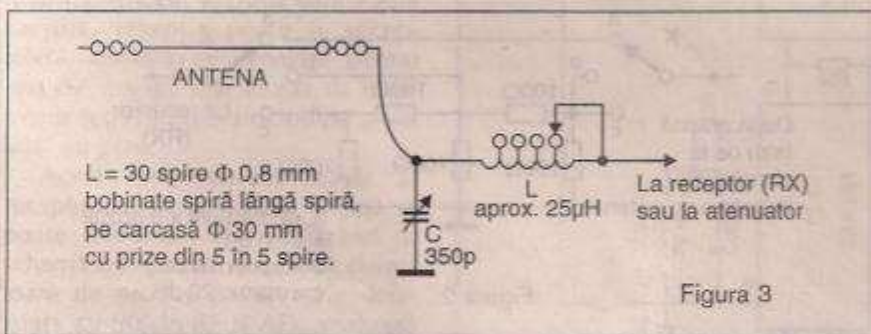 ANTENA
L = 30 spire Φ 0,8 mm
bobinate spiră lângă spiră,
pe carcasă Φ 30 mm
cu prize din 5 în 5 spire.
C
350p
L
aprox. 25μH
La receptor (RX)
sau la atenuator
Figura 3